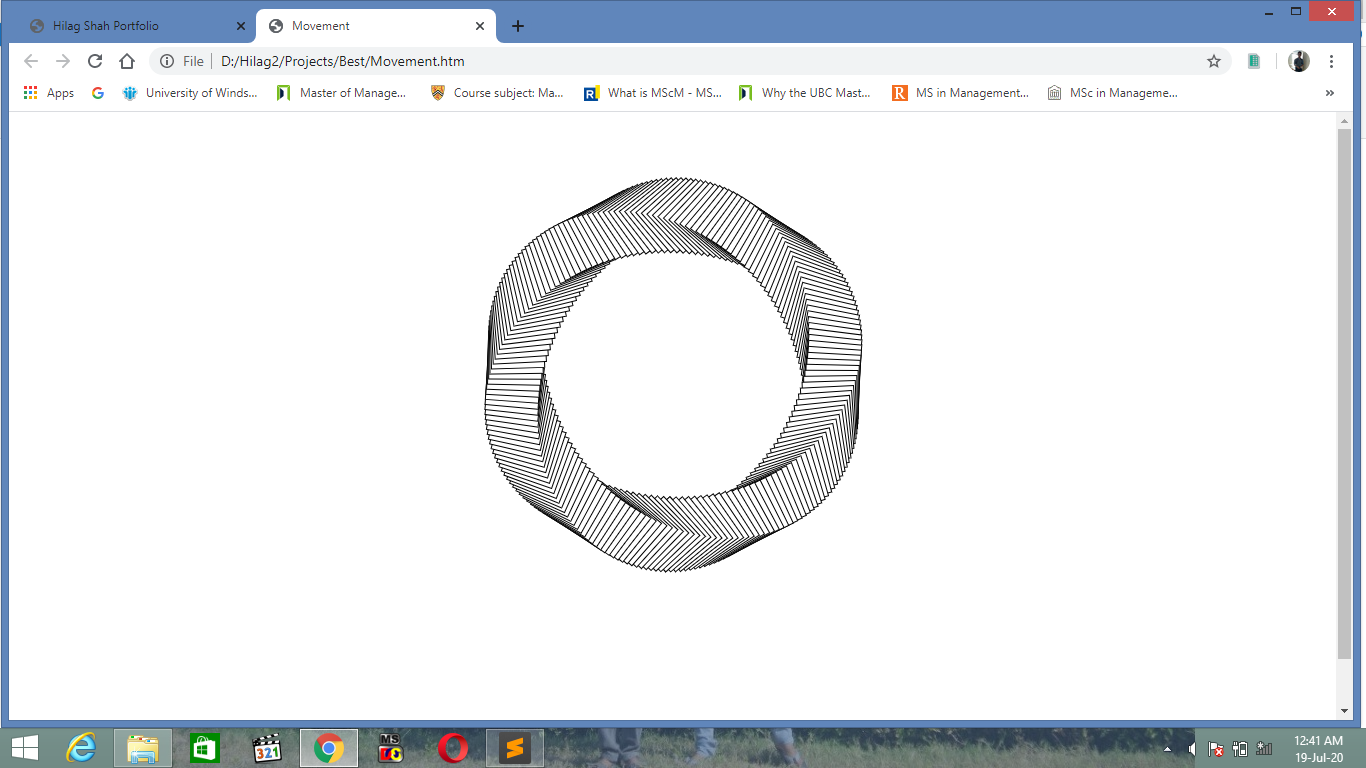 Hilag Shah Portfolio
Movement
File
D:/Hilag2/Projects/Best/Movement.htm
Apps
University of Winds...
Master of Manage...
Course subject: Ma...
What is MScM - MS...
Why the UBC Mast...
MS in Management...
MSc in Manageme...
»
321
MS
12:41 AM
19-Jul-20